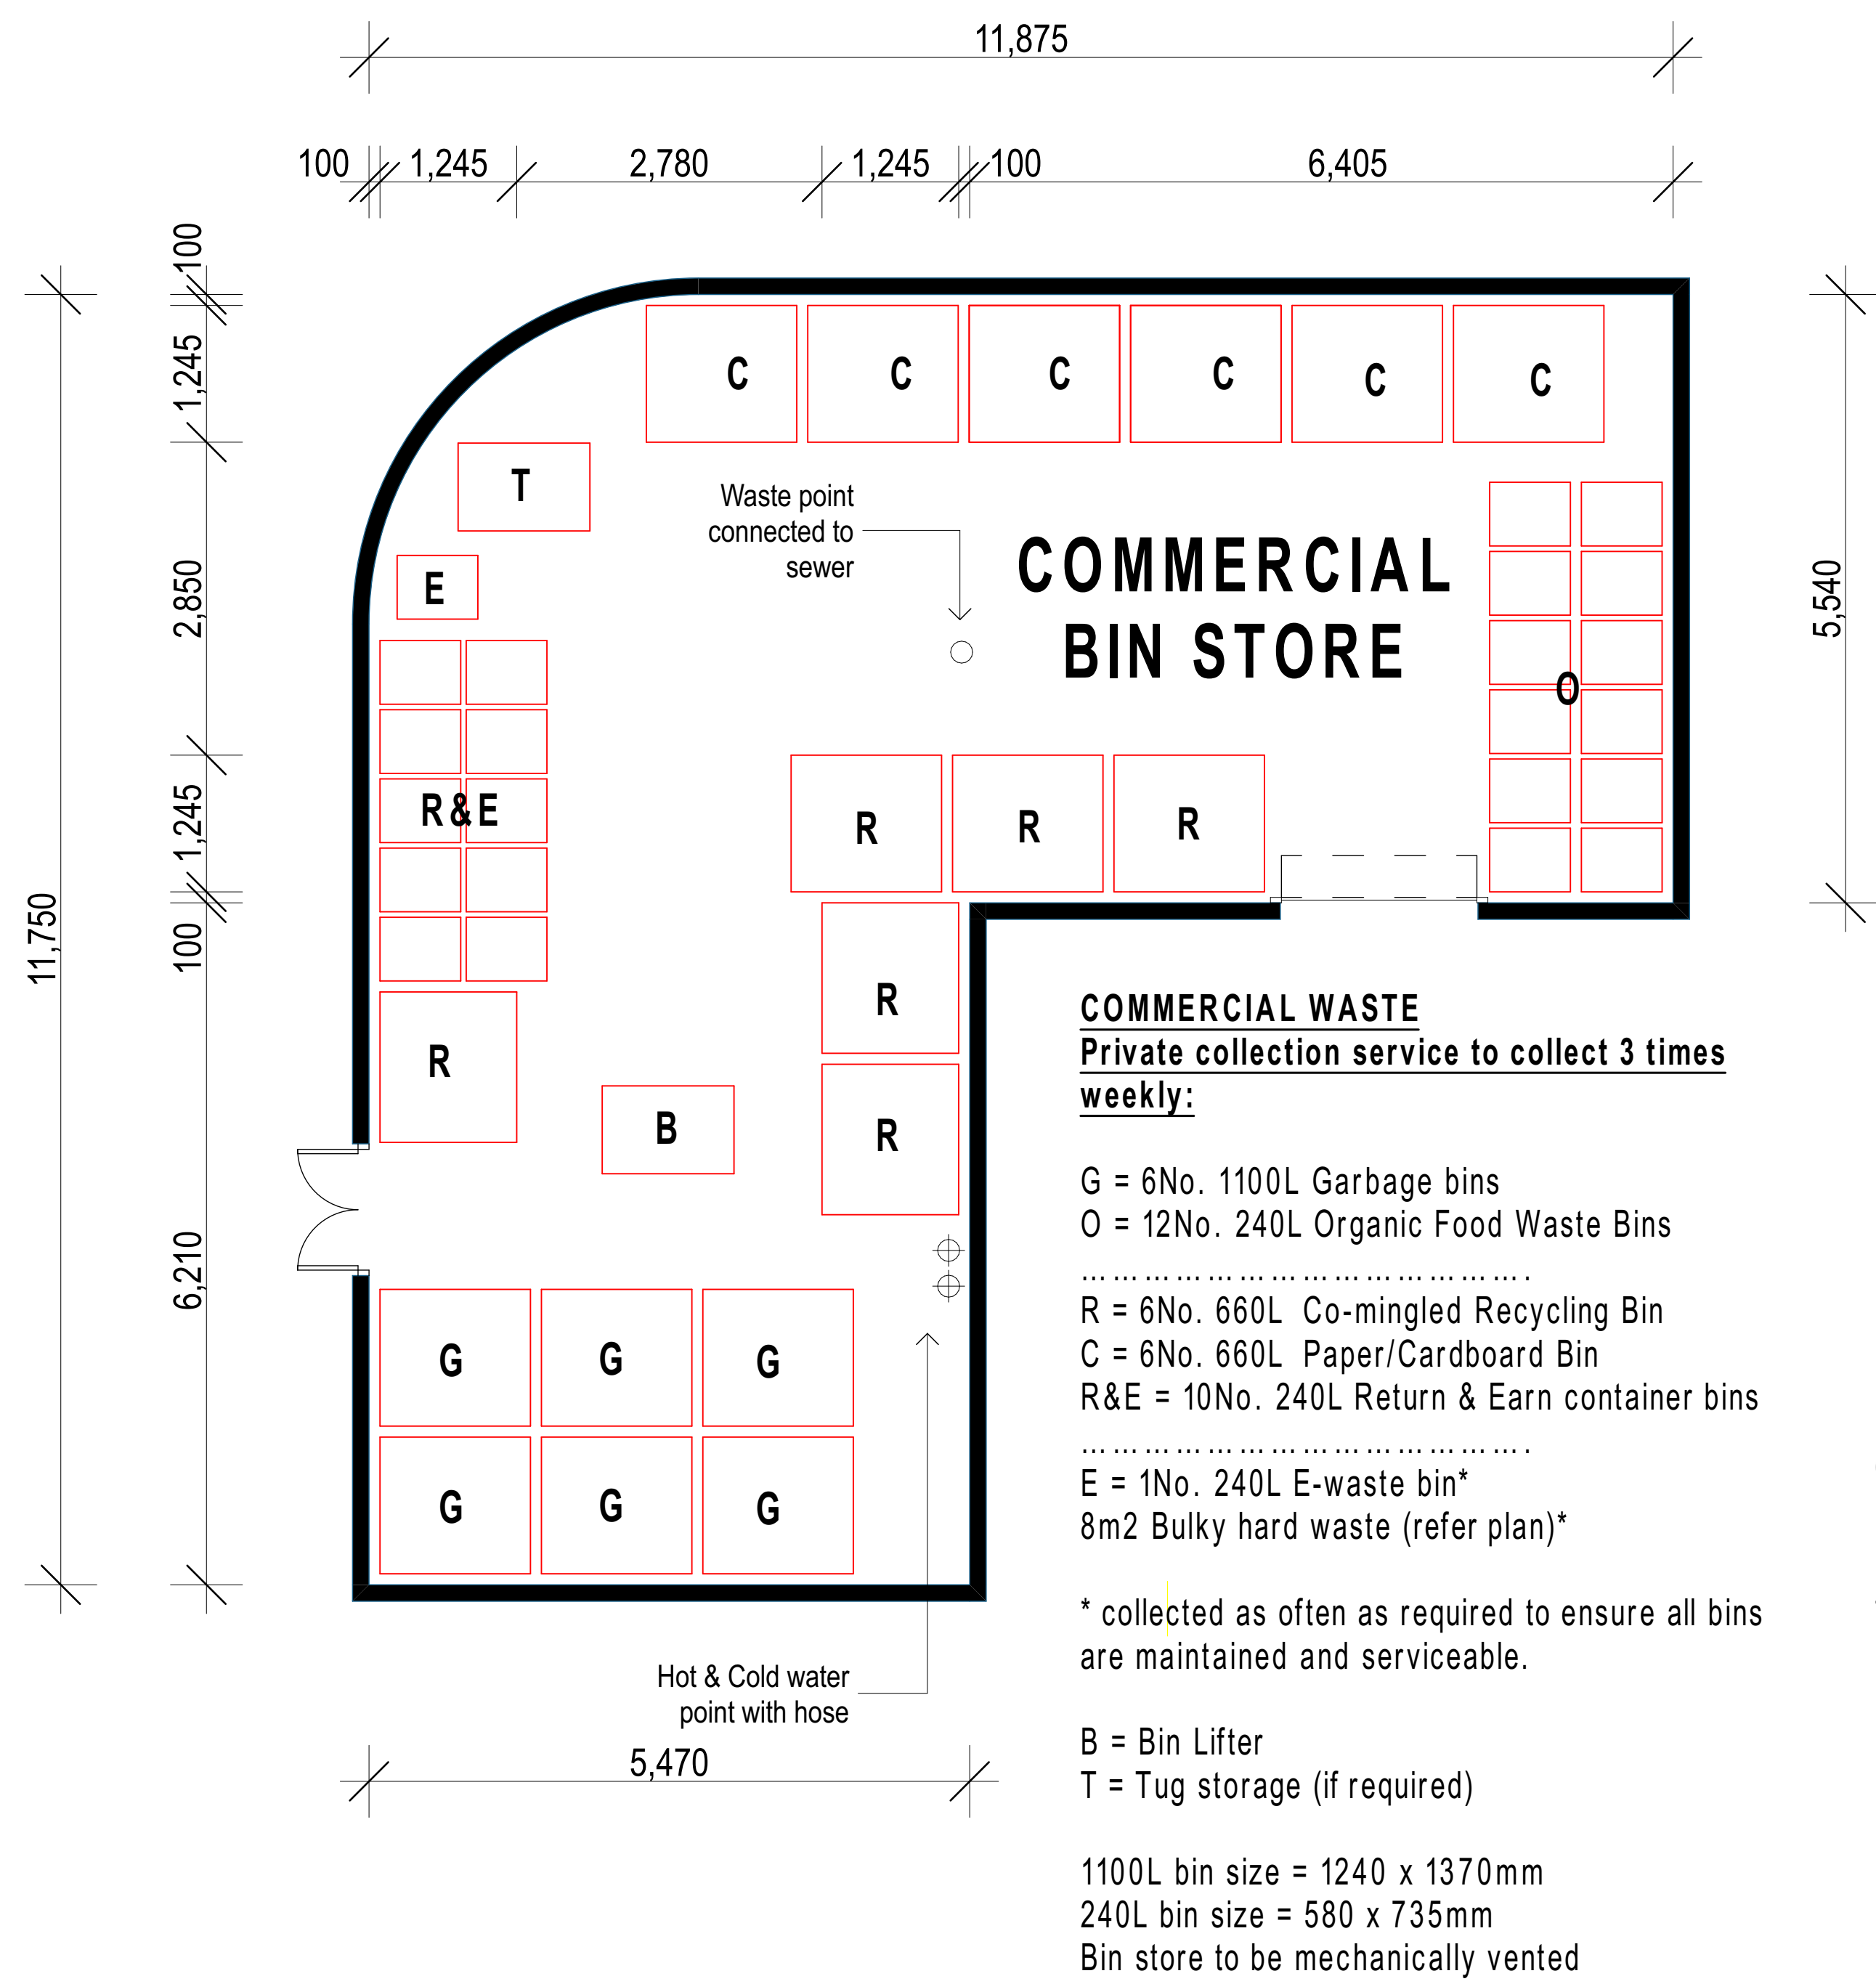 11,875
100 1,245 2,780 1,245 100 6,405
100
1,245
2,850
1,245
100
6,210
11,750
5,540
C C C C C C
T
E
Waste point
connected to
sewer
COMMERCIAL
BIN STORE
O
R&E
R R R
R
R
R
B
G G G
G G G
Hot & Cold water
point with hose
5,470
COMMERCIAL WASTE
Private collection service to collect 3 times
weekly:
G = 6No. 1100L Garbage bins
O = 12No. 240L Organic Food Waste Bins
………………………………………….
R = 6No. 660L  Co-mingled Recycling Bin
C = 6No. 660L  Paper/Cardboard Bin
R&E = 10No. 240L Return & Earn container bins
………………………………………….
E = 1No. 240L E-waste bin*
8m2 Bulky hard waste (refer plan)*
* collected as often as required to ensure all bins
are maintained and serviceable.
B = Bin Lifter
T = Tug storage (if required)
1100L bin size = 1240 x 1370mm
240L bin size = 580 x 735mm
Bin store to be mechanically vented